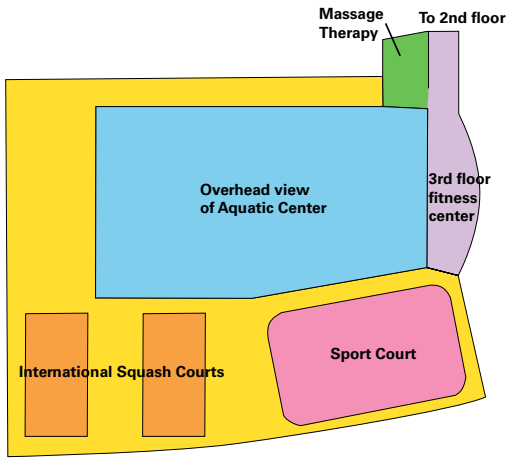 Massage
Therapy
To 2nd floor
Overhead view
of Aquatic Center
3rd floor
fitness
center
Sport Court
International Squash Courts